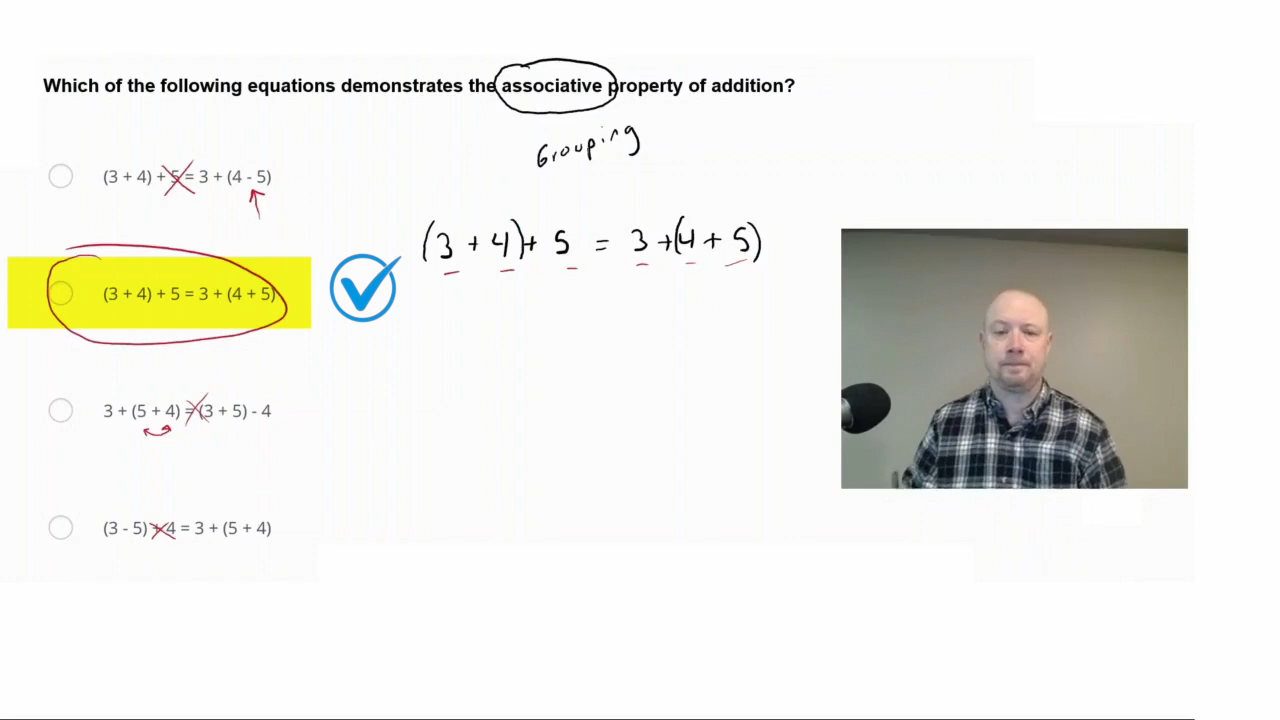 Which of the following equations demonstrates the associative property of addition?
Grouping
(3 + 4) + 5 = 3 + (4 - 5)
(3 + 4) + 5 = 3 + (4 + 5)
(3 + 4) + 5 = 3 + (4 + 5)
3 + (5 + 4) = (3 + 5) - 4
(3 - 5) + 4 = 3 + (5 + 4)